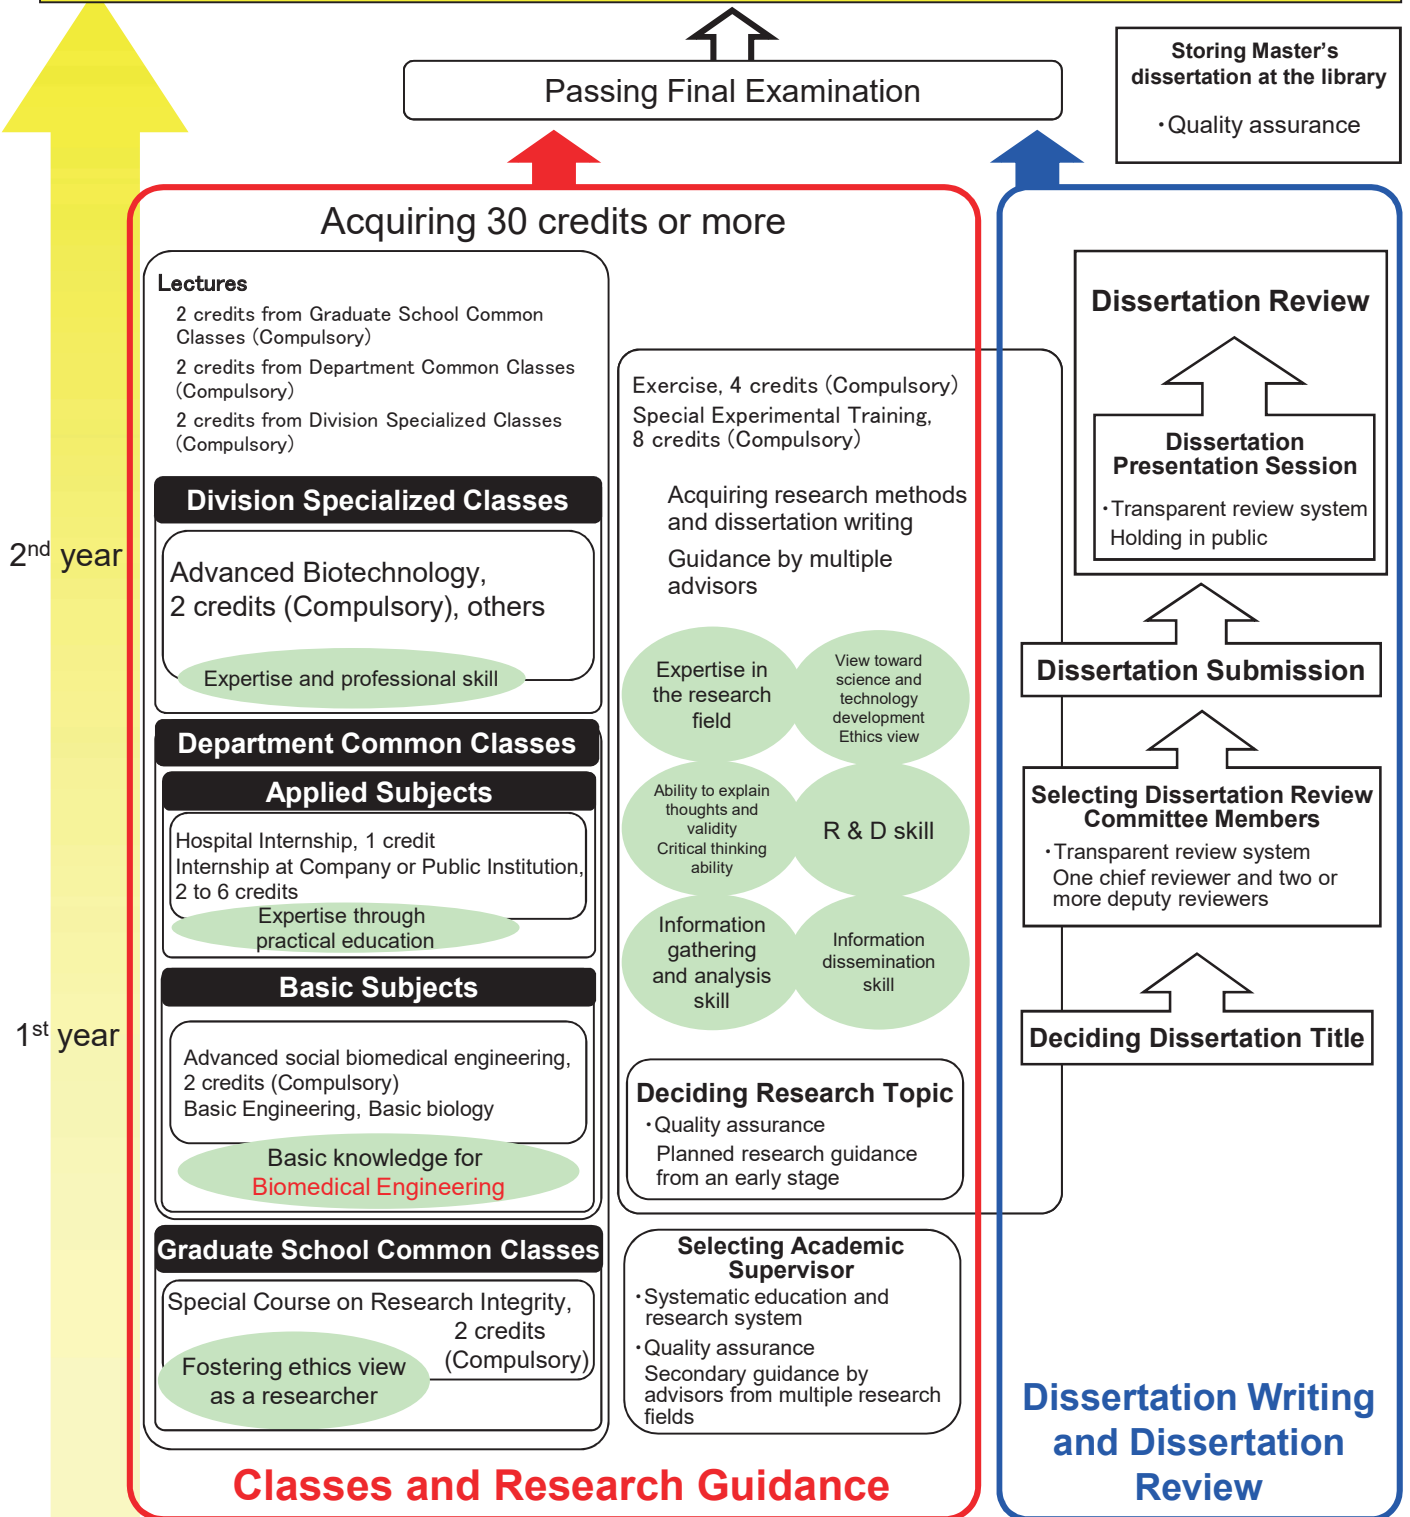 Passing Final Examination
Storing Master's
dissertation at the library
・Quality assurance
2nd year
1st year
Acquiring 30 credits or more
Lectures
2 credits from Graduate School Common
Classes (Compulsory)
2 credits from Department Common Classes
(Compulsory)
2 credits from Division Specialized Classes
(Compulsory)
Division Specialized Classes
Advanced Biotechnology,
2 credits (Compulsory), others
Expertise and professional skill
Department Common Classes
Applied Subjects
Hospital Internship, 1 credit
Internship at Company or Public Institution,
2 to 6 credits
Expertise through
practical education
Basic Subjects
Advanced social biomedical engineering,
2 credits (Compulsory)
Basic Engineering, Basic biology
Basic knowledge for
Biomedical Engineering
Graduate School Common Classes
Special Course on Research Integrity,
2 credits
(Compulsory)
Fostering ethics view
as a researcher
Exercise, 4 credits (Compulsory)
Special Experimental Training,
8 credits (Compulsory)
Acquiring research methods
and dissertation writing
Guidance by multiple
advisors
Expertise in
the research
field
View toward
science and
technology
development
Ethics view
Ability to explain
thoughts and
validity
Critical thinking
ability
R & D skill
Information
gathering
and analysis
skill
Information
dissemination
skill
Deciding Research Topic
・Quality assurance
Planned research guidance
from an early stage
Selecting Academic
Supervisor
・Systematic education and
research system
・Quality assurance
Secondary guidance by
advisors from multiple research
fields
Classes and Research Guidance
Dissertation Review
Dissertation
Presentation Session
・Transparent review system
Holding in public
Dissertation Submission
Selecting Dissertation Review
Committee Members
・Transparent review system
One chief reviewer and two or
more deputy reviewers
Deciding Dissertation Title
Dissertation Writing
and Dissertation
Review